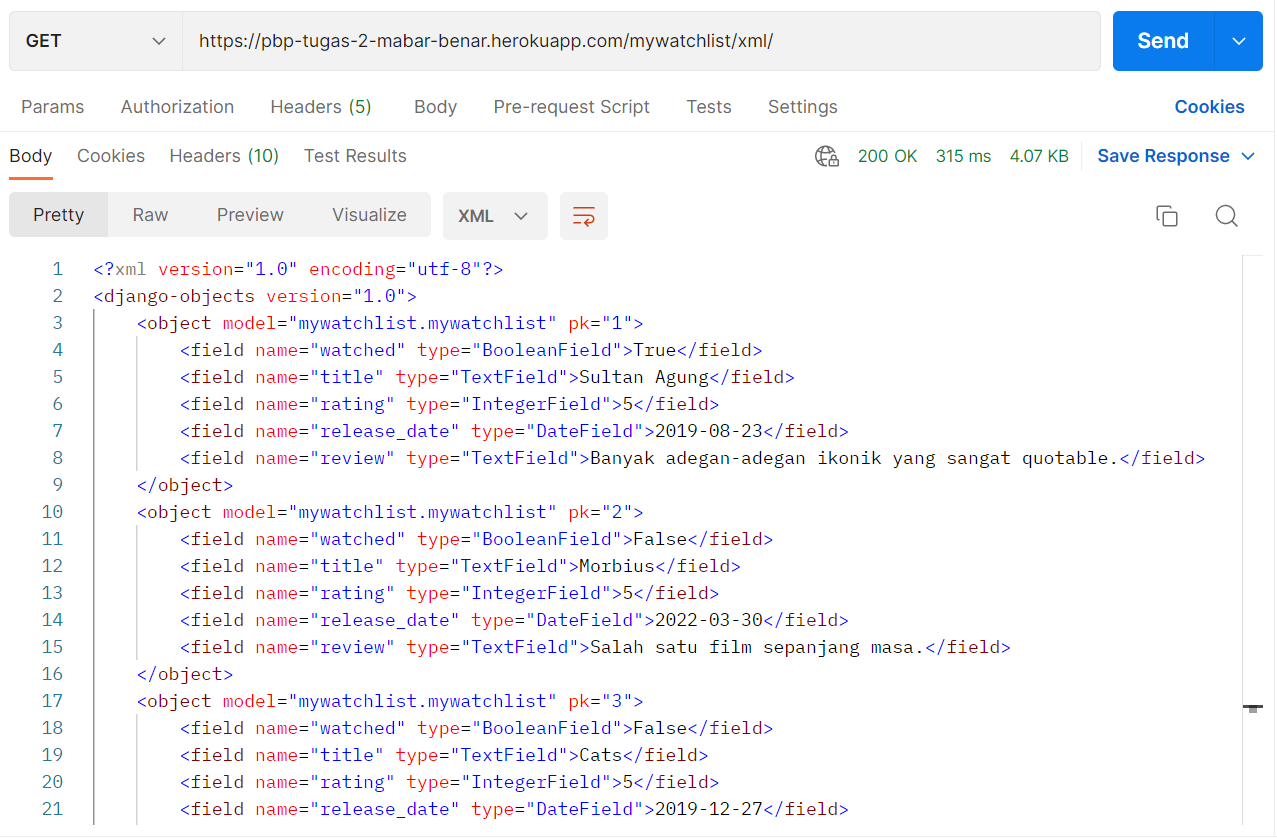 GET https://pbp-tugas-2-mabar-benar.herokuapp.com/mywatchlist/xml/ Send
Params Authorization Headers (5) Body Pre-request Script Tests Settings Cookies
Body Cookies Headers (10) Test Results 200 OK 315 ms 4.07 KB Save Response
Pretty Raw Preview Visualize XML
1 <?xml version="1.0" encoding="utf-8"?>
2 <django-objects version="1.0">
3 <object model="mywatchlist.mywatchlist" pk="1">
4 <field name="watched" type="BooleanField">True</field>
5 <field name="title" type="TextField">Sultan Agung</field>
6 <field name="rating" type="IntegerField">5</field>
7 <field name="release_date" type="DateField">2019-08-23</field>
8 <field name="review" type="TextField">Banyak adegan-adegan ikonik yang sangat quotable.</field>
9 </object>
10 <object model="mywatchlist.mywatchlist" pk="2">
11 <field name="watched" type="BooleanField">False</field>
12 <field name="title" type="TextField">Morbius</field>
13 <field name="rating" type="IntegerField">5</field>
14 <field name="release_date" type="DateField">2022-03-30</field>
15 <field name="review" type="TextField">Salah satu film sepanjang masa.</field>
16 </object>
17 <object model="mywatchlist.mywatchlist" pk="3">
18 <field name="watched" type="BooleanField">False</field>
19 <field name="title" type="TextField">Cats</field>
20 <field name="rating" type="IntegerField">5</field>
21 <field name="release_date" type="DateField">2019-12-27</field>